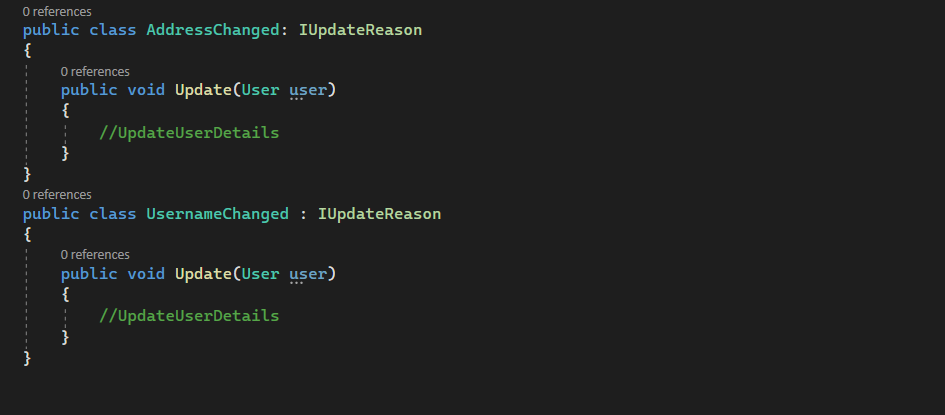 0 references
public class AddressChanged: IUpdateReason
{
0 references
public void Update(User user)
{
//UpdateUserDetails
}
}
0 references
public class UsernameChanged : IUpdateReason
{
0 references
public void Update(User user)
{
//UpdateUserDetails
}
}